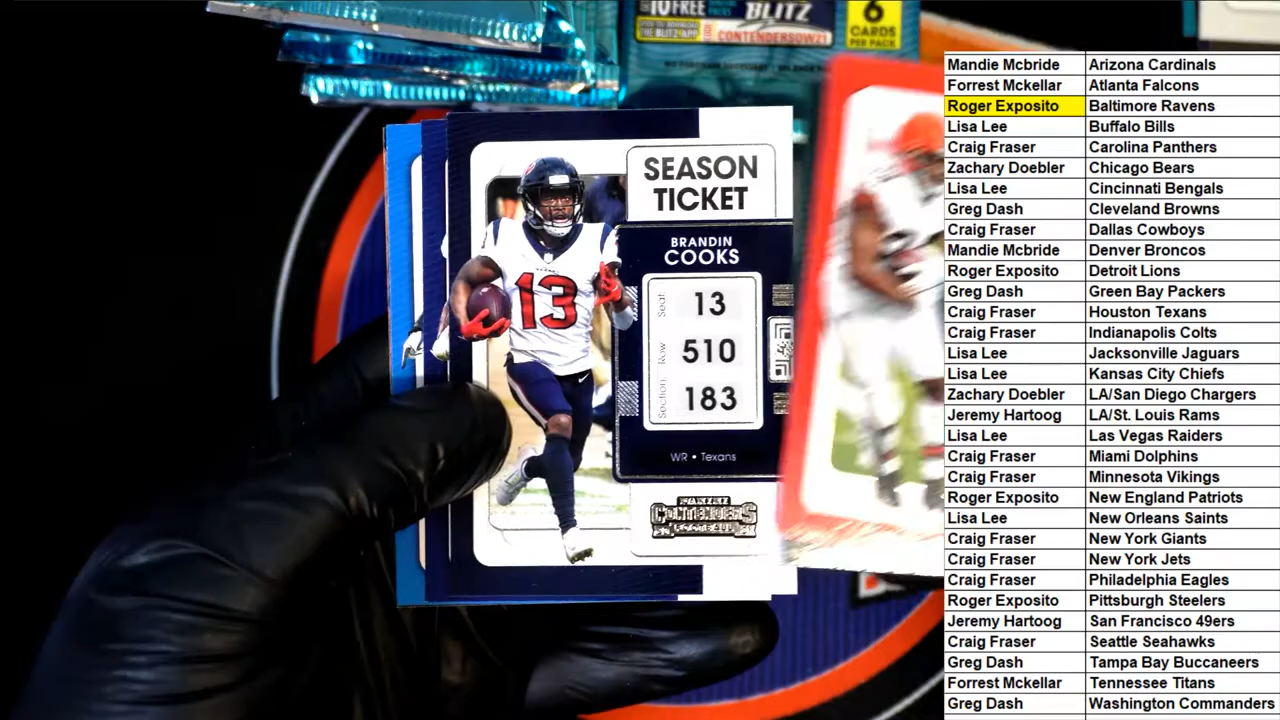 10 FREE
BLITZ
THE BLITZ APP
CONTENDERSOW21
6
CARDS
PER PACK
SEASON
TICKET
BRANDIN
COOKS
Seat
13
Row
510
Section
183
WR • Texans
PANINI
CONTENDERS
FOOTBALL
13
Mandie Mcbride Arizona Cardinals
Forrest Mckellar Atlanta Falcons
Roger Exposito Baltimore Ravens
Lisa Lee Buffalo Bills
Craig Fraser Carolina Panthers
Zachary Doebler Chicago Bears
Lisa Lee Cincinnati Bengals
Greg Dash Cleveland Browns
Craig Fraser Dallas Cowboys
Mandie Mcbride Denver Broncos
Roger Exposito Detroit Lions
Greg Dash Green Bay Packers
Craig Fraser Houston Texans
Craig Fraser Indianapolis Colts
Lisa Lee Jacksonville Jaguars
Lisa Lee Kansas City Chiefs
Zachary Doebler LA/San Diego Chargers
Jeremy Hartoog LA/St. Louis Rams
Lisa Lee Las Vegas Raiders
Craig Fraser Miami Dolphins
Craig Fraser Minnesota Vikings
Roger Exposito New England Patriots
Lisa Lee New Orleans Saints
Craig Fraser New York Giants
Craig Fraser New York Jets
Craig Fraser Philadelphia Eagles
Roger Exposito Pittsburgh Steelers
Jeremy Hartoog San Francisco 49ers
Craig Fraser Seattle Seahawks
Greg Dash Tampa Bay Buccaneers
Forrest Mckellar Tennessee Titans
Greg Dash Washington Commanders